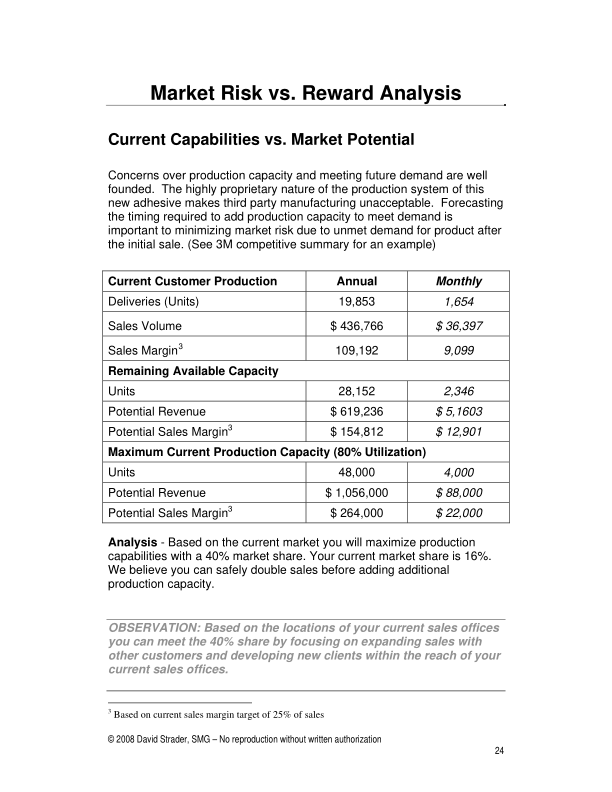 Market Risk vs. Reward Analysis
Current Capabilities vs. Market Potential
Concerns over production capacity and meeting future demand are well
founded. The highly proprietary nature of the production system of this
new adhesive makes third party manufacturing unacceptable. Forecasting
the timing required to add production capacity to meet demand is
important to minimizing market risk due to unmet demand for product after
the initial sale. (See 3M competitive summary for an example)
Current Customer Production Annual Monthly
Deliveries (Units) 19,853 1,654
Sales Volume $ 436,766 $ 36,397
Sales Margin3 109,192 9,099
Remaining Available Capacity
Units 28,152 2,346
Potential Revenue $ 619,236 $ 5,1603
Potential Sales Margin3 $ 154,812 $ 12,901
Maximum Current Production Capacity (80% Utilization)
Units 48,000 4,000
Potential Revenue $ 1,056,000 $ 88,000
Potential Sales Margin3 $ 264,000 $ 22,000
Analysis - Based on the current market you will maximize production
capabilities with a 40% market share. Your current market share is 16%.
We believe you can safely double sales before adding additional
production capacity.
OBSERVATION: Based on the locations of your current sales offices
you can meet the 40% share by focusing on expanding sales with
other customers and developing new clients within the reach of your
current sales offices.
3 Based on current sales margin target of 25% of sales
© 2008 David Strader, SMG – No reproduction without written authorization
24